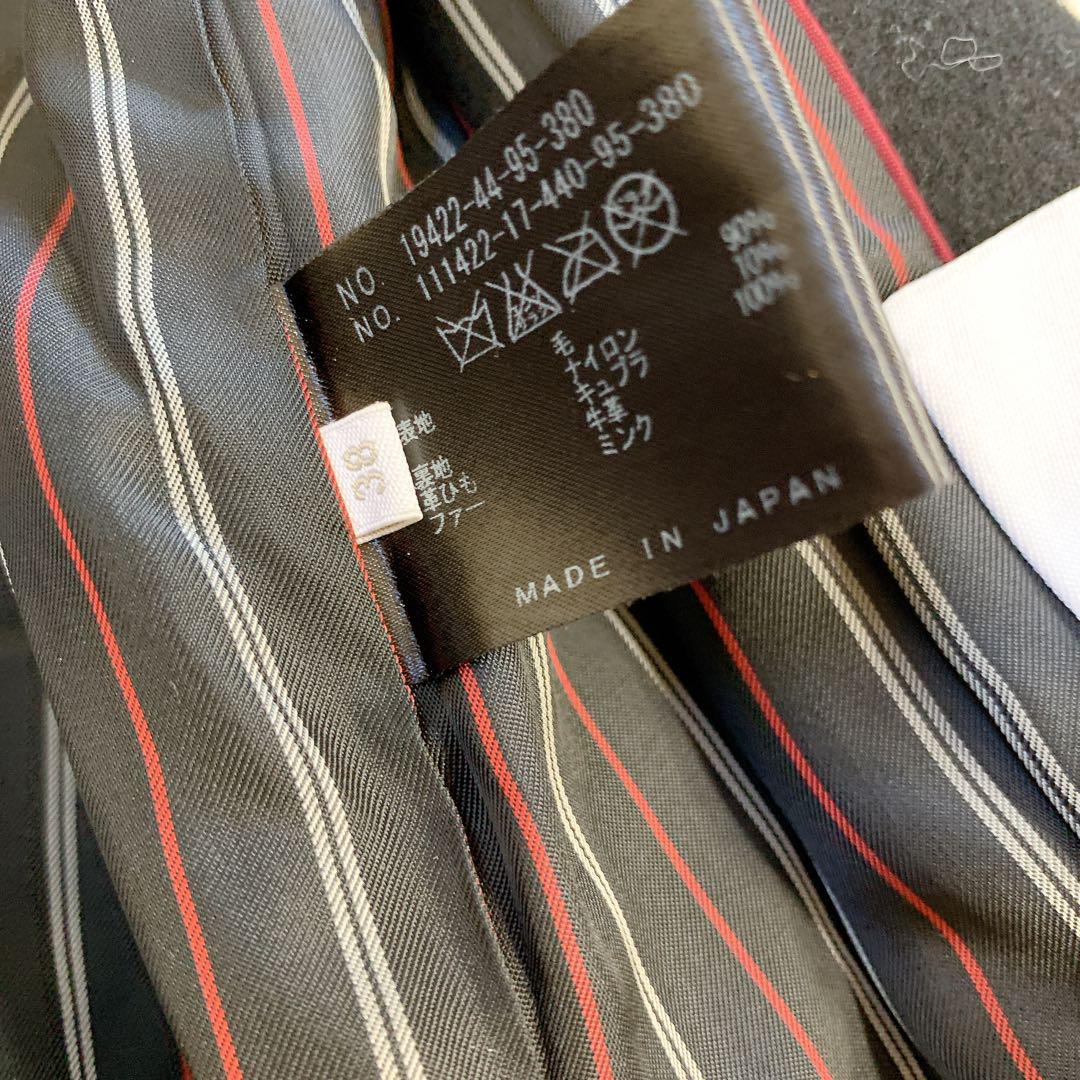 NO. 19422-44-95-380
NO. 111422-17-440-95-380
表地 毛 90%
ナイロン 10%
裏地 キュプラ 100%
革ひも 牛革
ファー ミンク
38
MADE IN JAPAN